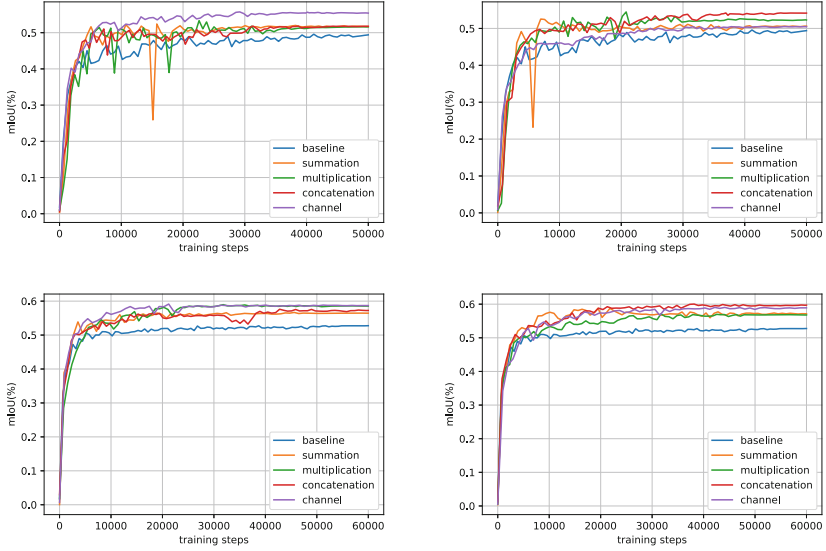 mIoU(%)
0.5
0.4
0.3
0.2
0.1
0.0
baseline
summation
multiplication
concatenation
channel
0 10000 20000 30000 40000 50000
training steps
mIoU(%)
0.5
0.4
0.3
0.2
0.1
0.0
baseline
summation
multiplication
concatenation
channel
0 10000 20000 30000 40000 50000
training steps
mIoU(%)
0.6
0.5
0.4
0.3
0.2
0.1
0.0
baseline
summation
multiplication
concatenation
channel
0 10000 20000 30000 40000 50000 60000
training steps
mIoU(%)
0.6
0.5
0.4
0.3
0.2
0.1
0.0
baseline
summation
multiplication
concatenation
channel
0 10000 20000 30000 40000 50000 60000
training steps